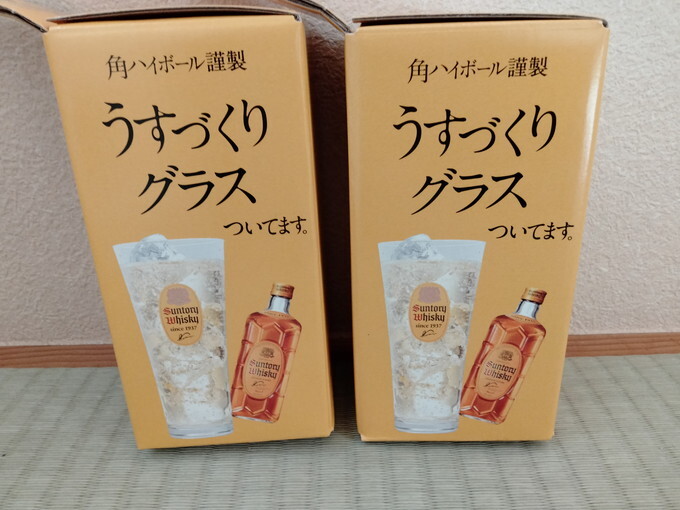 角ハイボール謹製
うすづくり
グラス
ついてます。
Suntory
Whisky
since 1937
Suntory
Whisky
角ハイボール謹製
うすづくり
グラス
ついてます。
Suntory
Whisky
since 1937
Suntory
Whisky